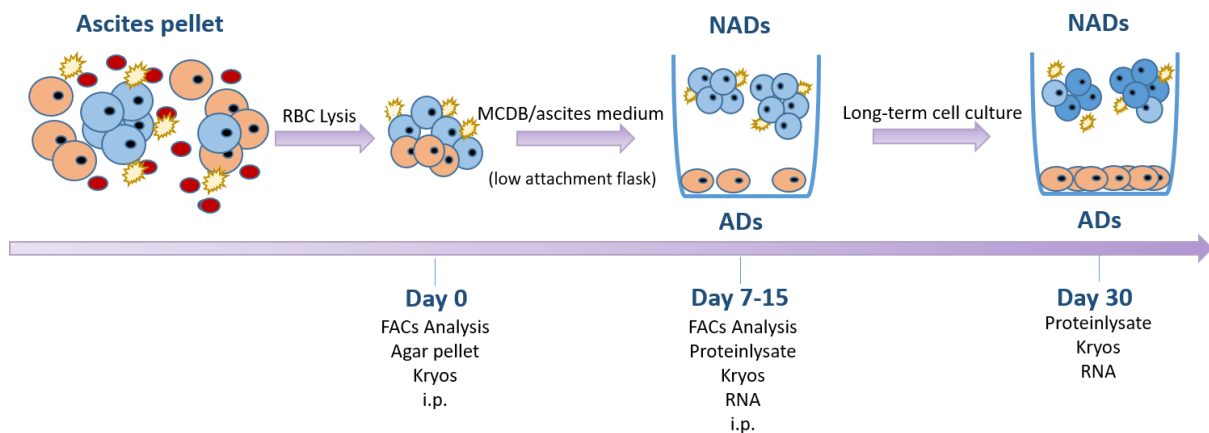 Ascites pellet
NADs
NADs
RBC Lysis
MCDB/ascites medium
(low attachment flask)
Long-term cell culture
ADs
ADs
Day 0
FACs Analysis
Agar pellet
Kryos
i.p.
Day 7-15
FACs Analysis
Proteinlysate
Kryos
RNA
i.p.
Day 30
Proteinlysate
Kryos
RNA